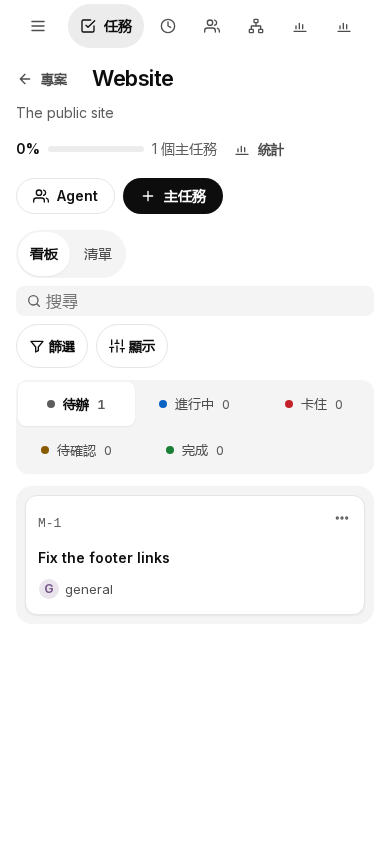 任務
專案 Website
The public site
0% 1 個主任務 統計
Agent 主任務
看板 清單
搜尋
篩選 顯示
待辦 1 進行中 0 卡住 0
待確認 0 完成 0
M-1
Fix the footer links
G general